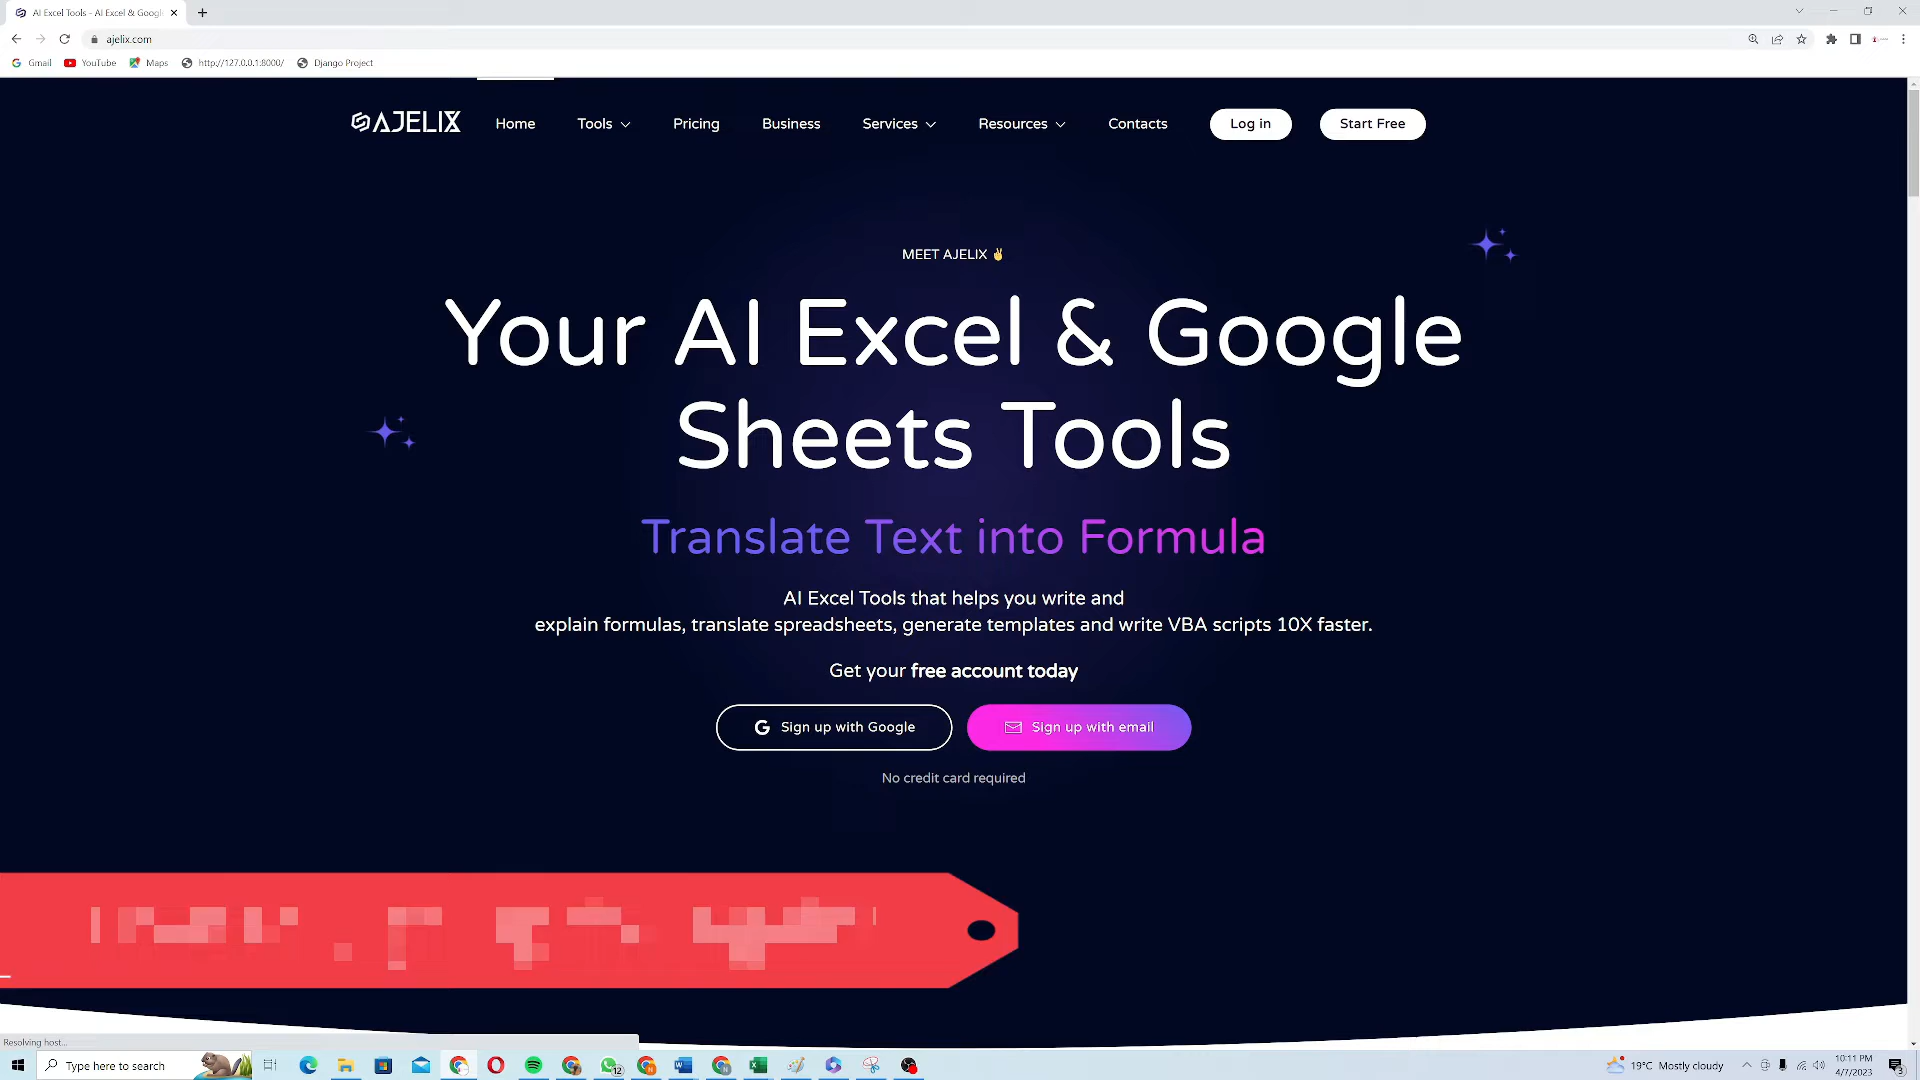 AI Excel Tools - AI Excel & Googl
ajelix.com
Gmail
YouTube
Maps
http://127.0.0.1:8000/
Django Project
AJELIX
Home
Tools
Pricing
Business
Services
Resources
Contacts
Log in
Start Free
MEET AJELIX ✌
Your AI Excel & Google
Sheets Tools
Translate Text into Formula
AI Excel Tools that helps you write and
explain formulas, translate spreadsheets, generate templates and write VBA scripts 10X faster.
Get your free account today
Sign up with Google
Sign up with email
No credit card required
Resolving host...
Type here to search
12
19°C Mostly cloudy
10:11 PM
4/7/2023
3